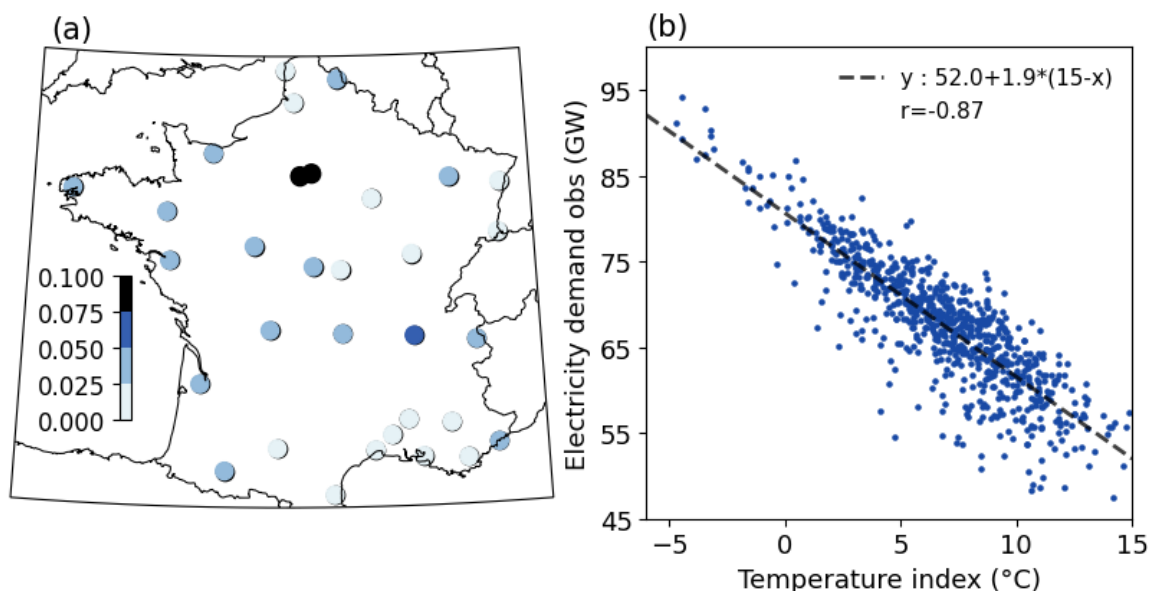 (a)
0.100
0.075
0.050
0.025
0.000
(b)
y : 52.0+1.9*(15-x)
r=-0.87
Electricity demand obs (GW)
95
85
75
65
55
45
−5 0 5 10 15
Temperature index (°C)